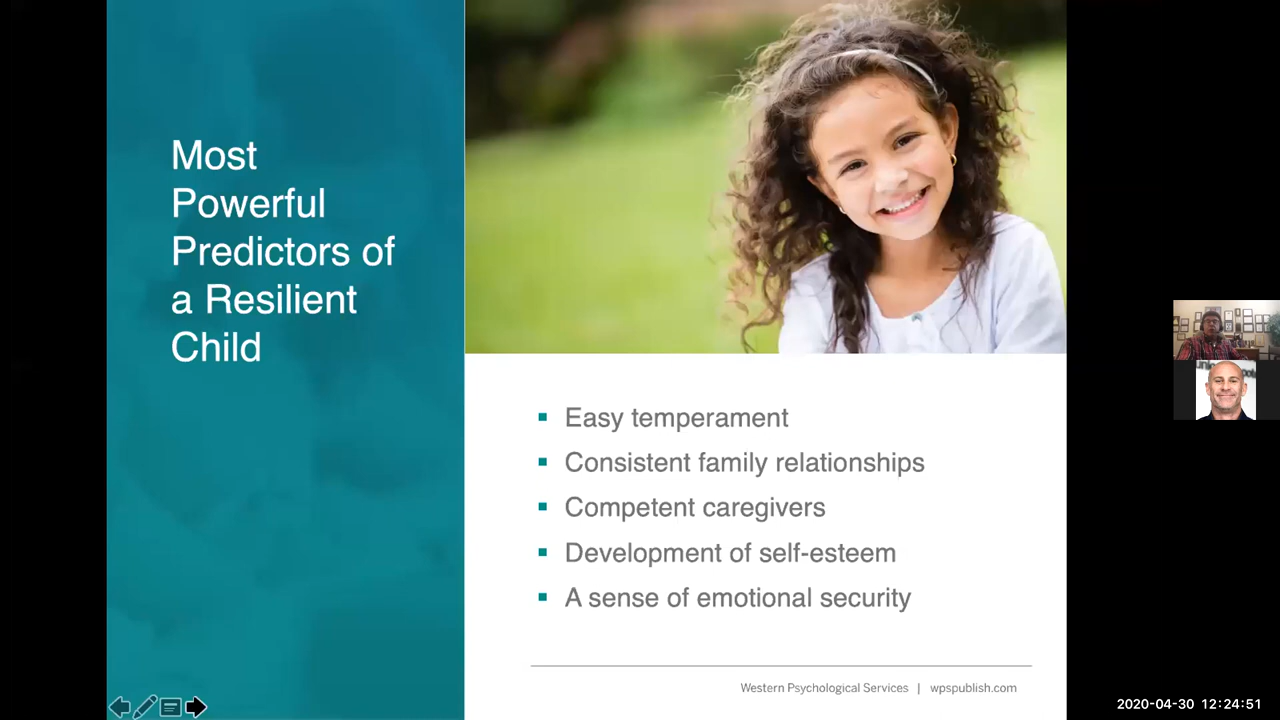 Most
Powerful
Predictors of
a Resilient
Child
▪ Easy temperament
▪ Consistent family relationships
▪ Competent caregivers
▪ Development of self-esteem
▪ A sense of emotional security
Western Psychological Services | wpspublish.com
2020-04-30 12:24:51